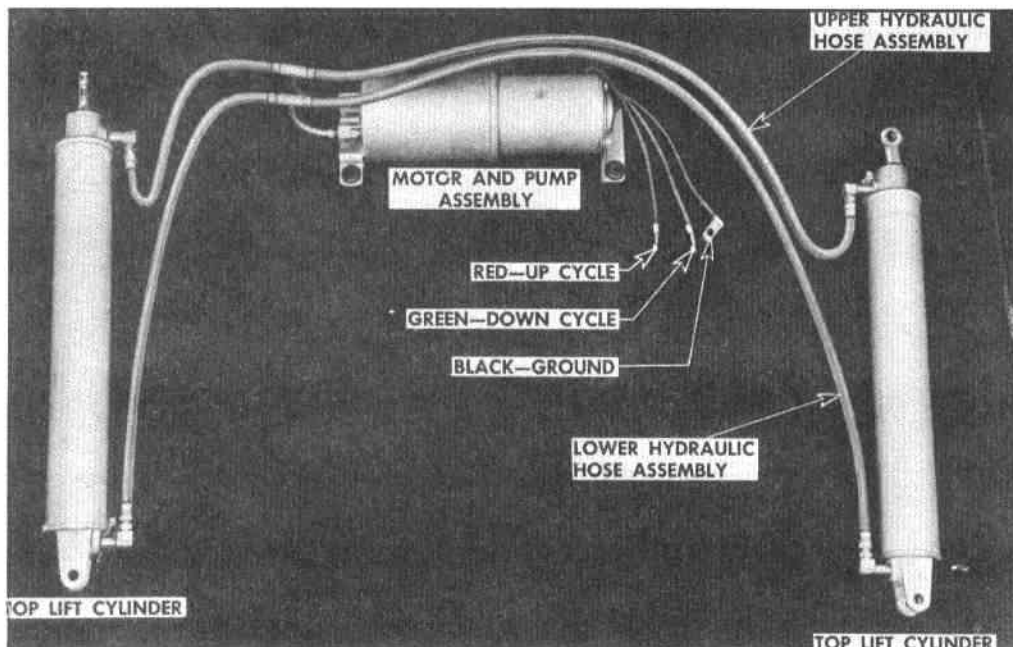 UPPER HYDRAULIC
HOSE ASSEMBLY
MOTOR AND PUMP
ASSEMBLY
RED—UP CYCLE
GREEN—DOWN CYCLE
BLACK—GROUND
LOWER HYDRAULIC
HOSE ASSEMBLY
TOP LIFT CYLINDER
TOP LIFT CYLINDER